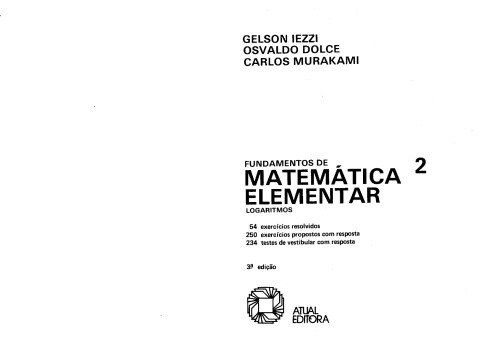 GELSON IEZZI
OSVALDO DOLCE
CARLOS MURAKAMI
FUNDAMENTOS DE
MATEMÁTICA 2
ELEMENTAR
LOGARITMOS
54 exercícios resolvidos
250 exercícios propostos com resposta
234 testes de vestibular com resposta
3ª edição
ATUAL
EDITORA